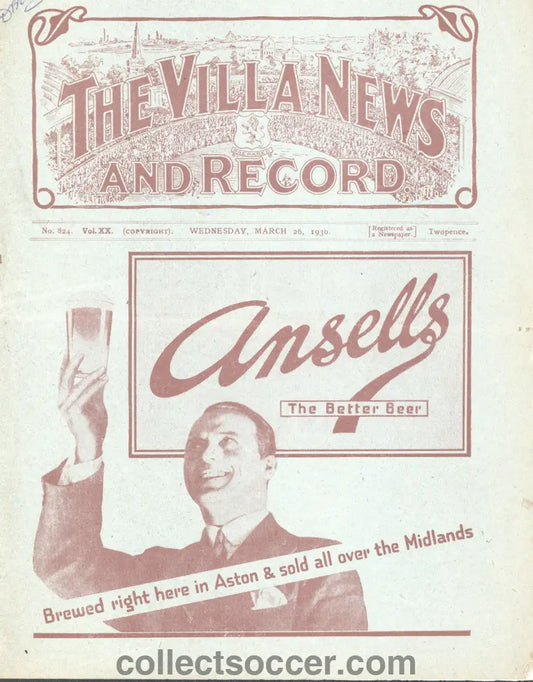 THE VILLA NEWS
AND RECORD.
No. 824. Vol. XX. (COPYRIGHT). WEDNESDAY, MARCH 26, 1930. [Registered as a Newspaper.] Twopence.
Ansells
The Better Beer
Brewed right here in Aston & sold all over the Midlands
collectsoccer.com